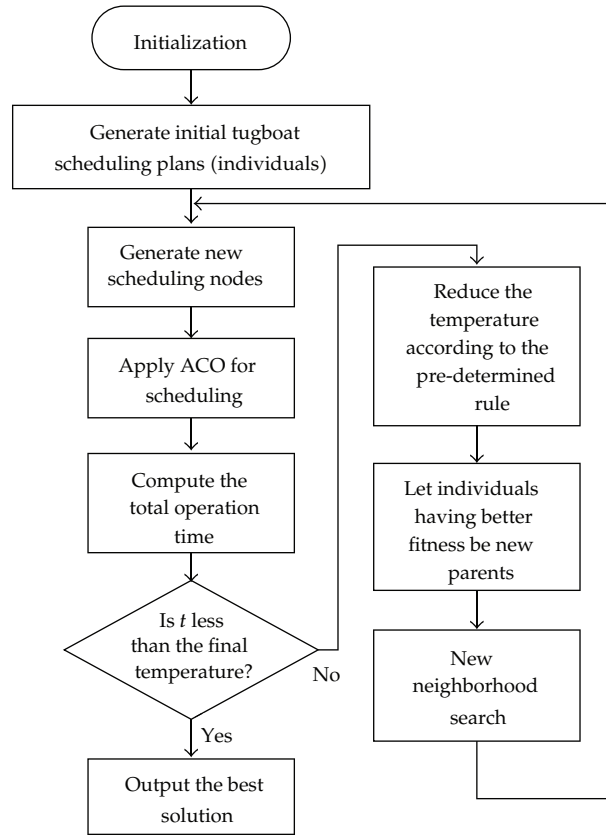 Initialization
Generate initial tugboat
scheduling plans (individuals)
Generate new
scheduling nodes
Apply ACO for
scheduling
Compute the
total operation
time
Is t less
than the final
temperature?
No
Yes
Output the best
solution
Reduce the
temperature
according to the
pre-determined
rule
Let individuals
having better
fitness be new
parents
New
neighborhood
search